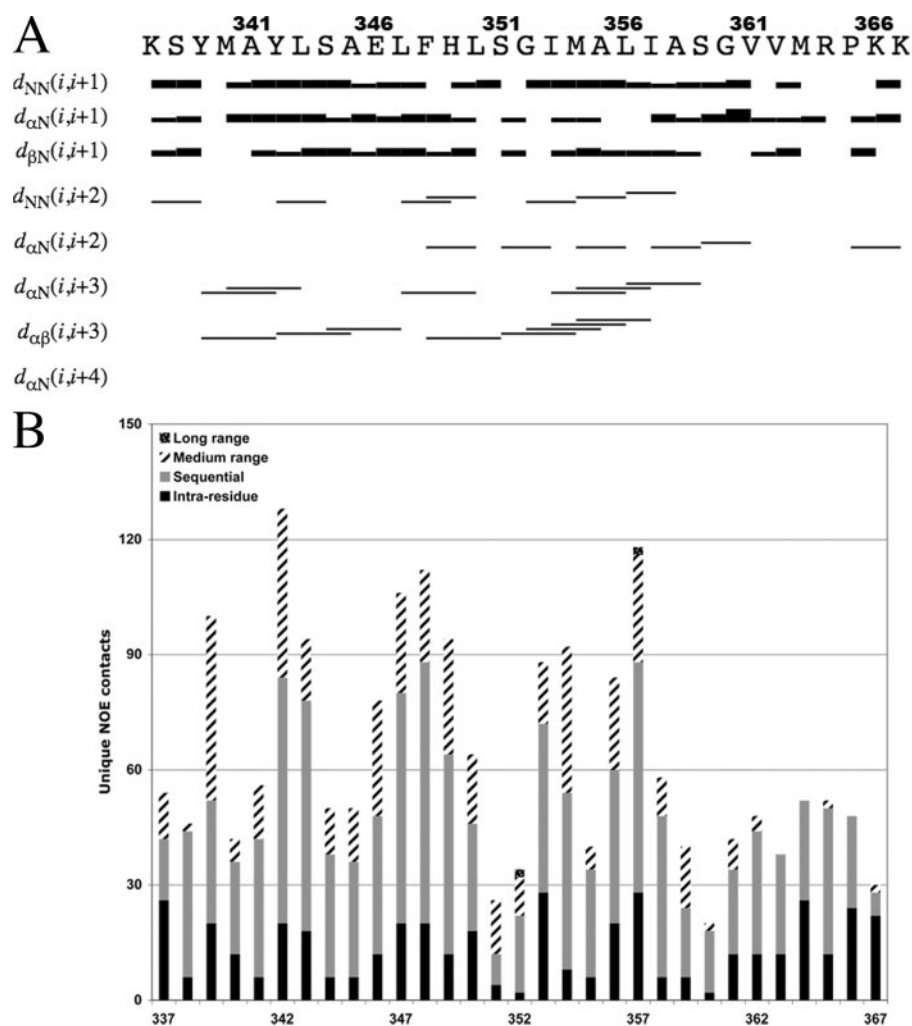 A
341 346 351 356 361 366
KSYMAYLSAELFHLSGIMALIASGVVMRPKK
dNN(i,i+1)
dαN(i,i+1)
dβN(i,i+1)
dNN(i,i+2)
dαN(i,i+2)
dαN(i,i+3)
dαβ(i,i+3)
dαN(i,i+4)
B
150
Long range
Medium range
Sequential
Intra-residue
120
90
Unique NOE contacts
60
30
0
337 342 347 352 357 362 367